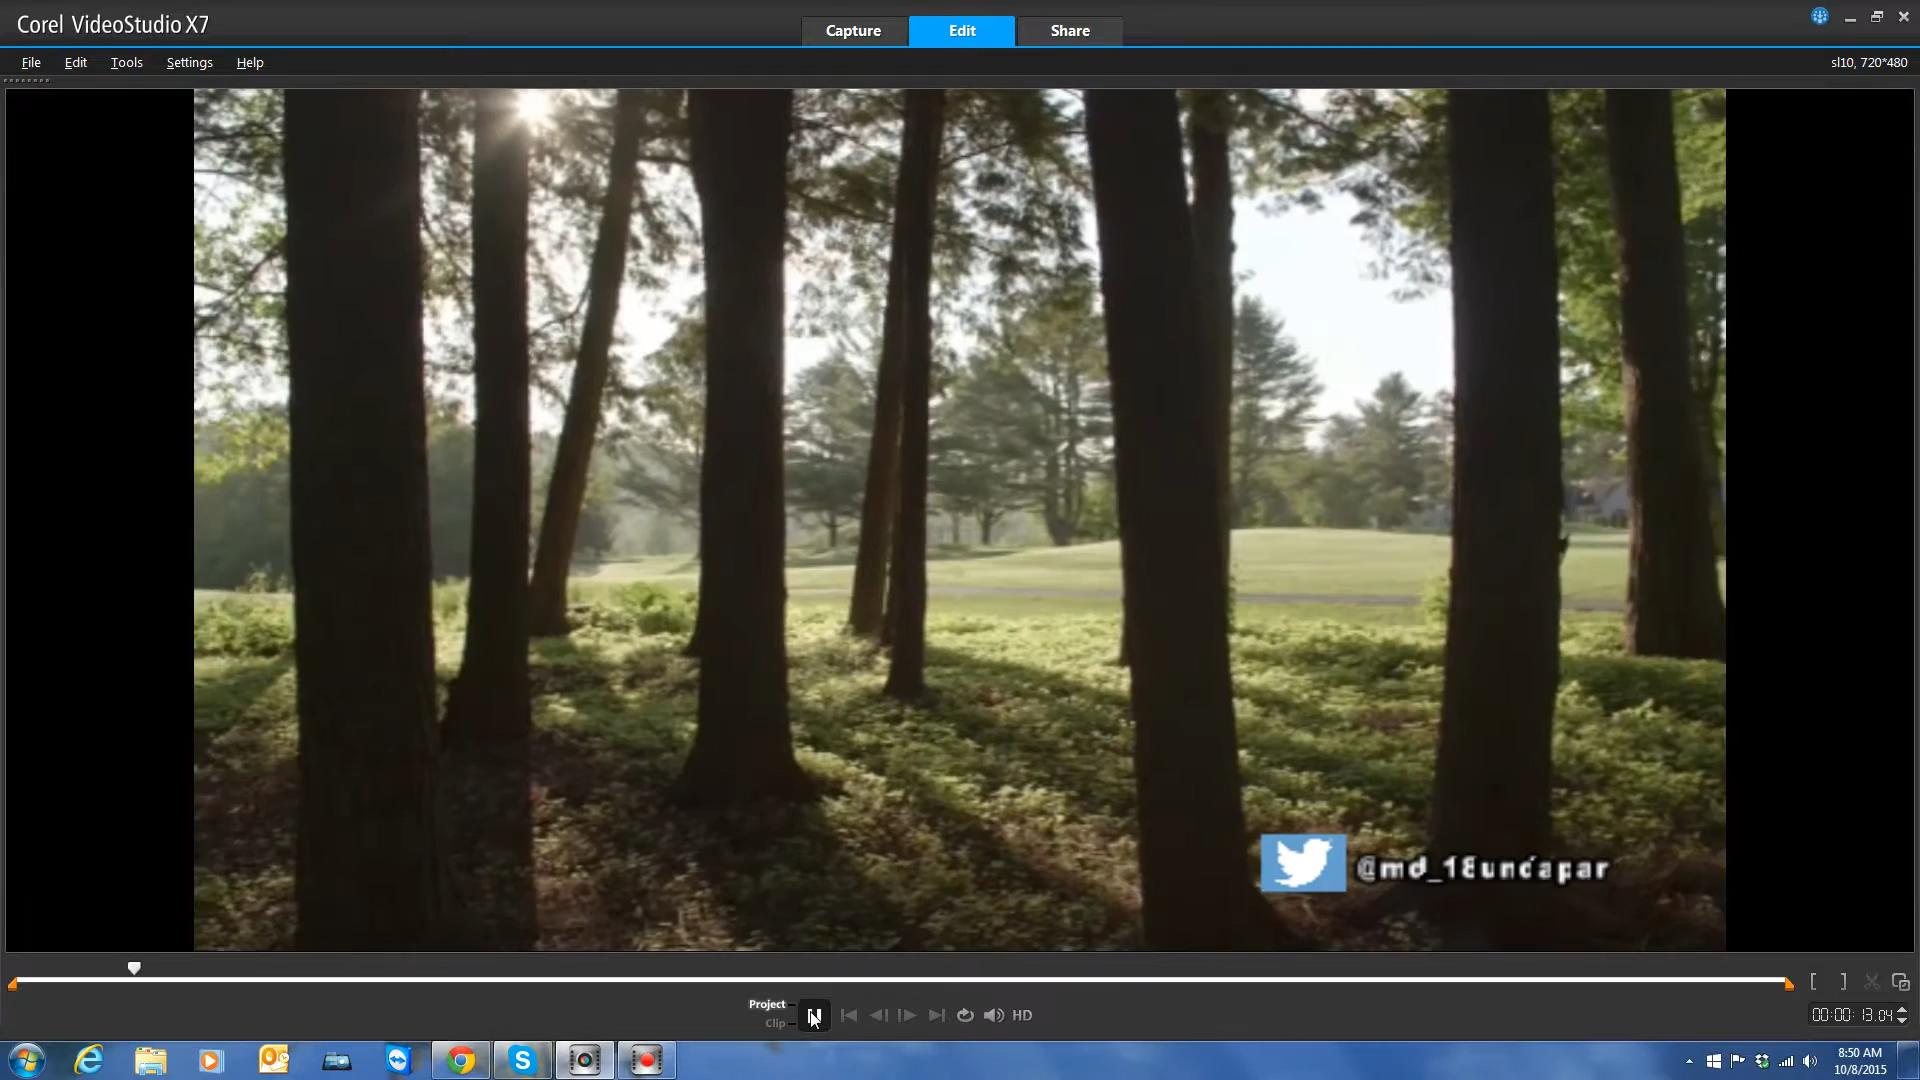 Corel VideoStudio X7
Capture
Edit
Share
File
Edit
Tools
Settings
Help
sl10, 720*480
@md_18undapar
Project
Clip
HD
00:00:13.04
8:50 AM
10/8/2015